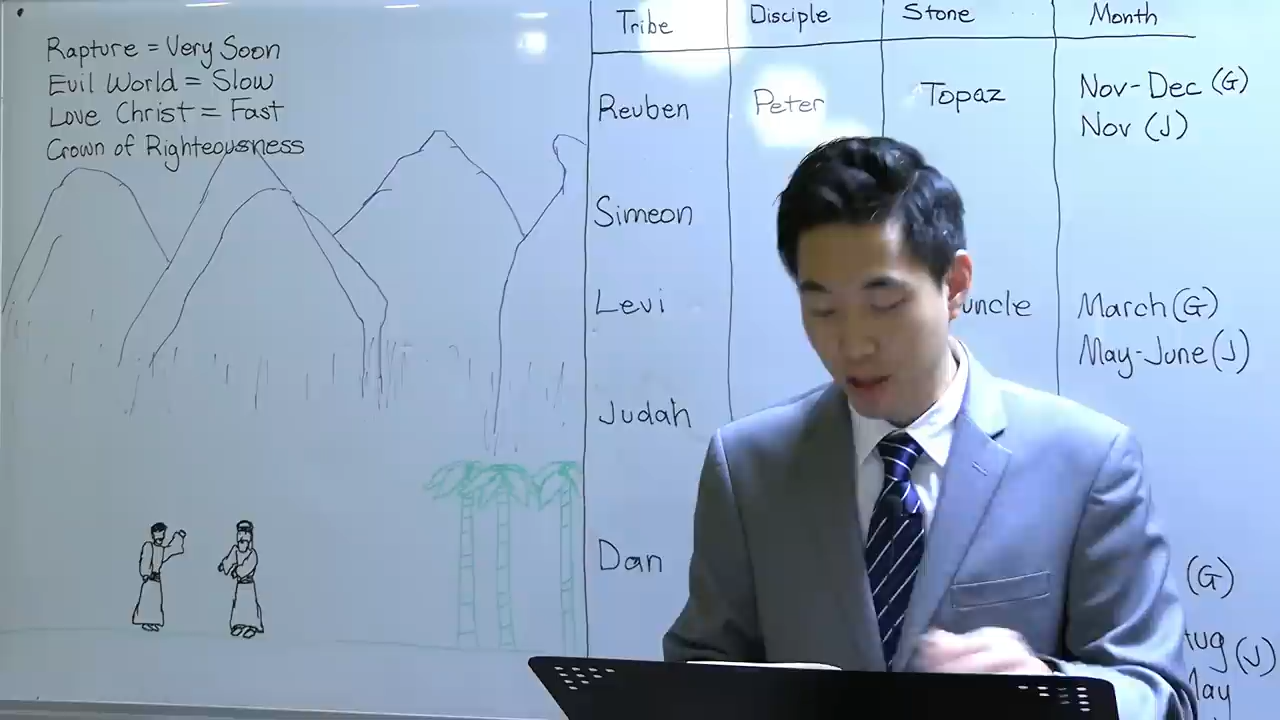 Rapture = Very Soon
Evil World = Slow
Love Christ = Fast
Crown of Righteousness
Tribe Disciple Stone Month
Reuben Peter Topaz Nov-Dec (G)
Nov (J)
Simeon
Levi uncle March (G)
May-June (J)
Judah
Dan (G)
(J)